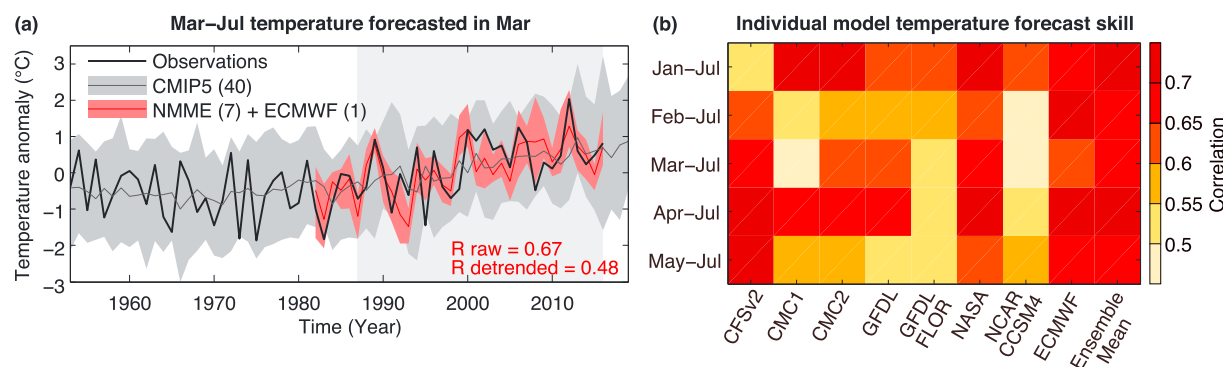 (a) Mar–Jul temperature forecasted in Mar
Temperature anomaly (°C)
3
2
1
0
−1
−2
−3
Observations
CMIP5 (40)
NMME (7) + ECMWF (1)
R raw = 0.67
R detrended = 0.48
1960 1970 1980 1990 2000 2010
Time (Year)
(b) Individual model temperature forecast skill
Jan–Jul
Feb–Jul
Mar–Jul
Apr–Jul
May–Jul
CFSv2
CMC1
CMC2
GFDL
GFDL
FLOR
NASA
NCAR
CCSM4
ECMWF
Ensemble
Mean
0.7
0.65
0.6
0.55
0.5
Correlation